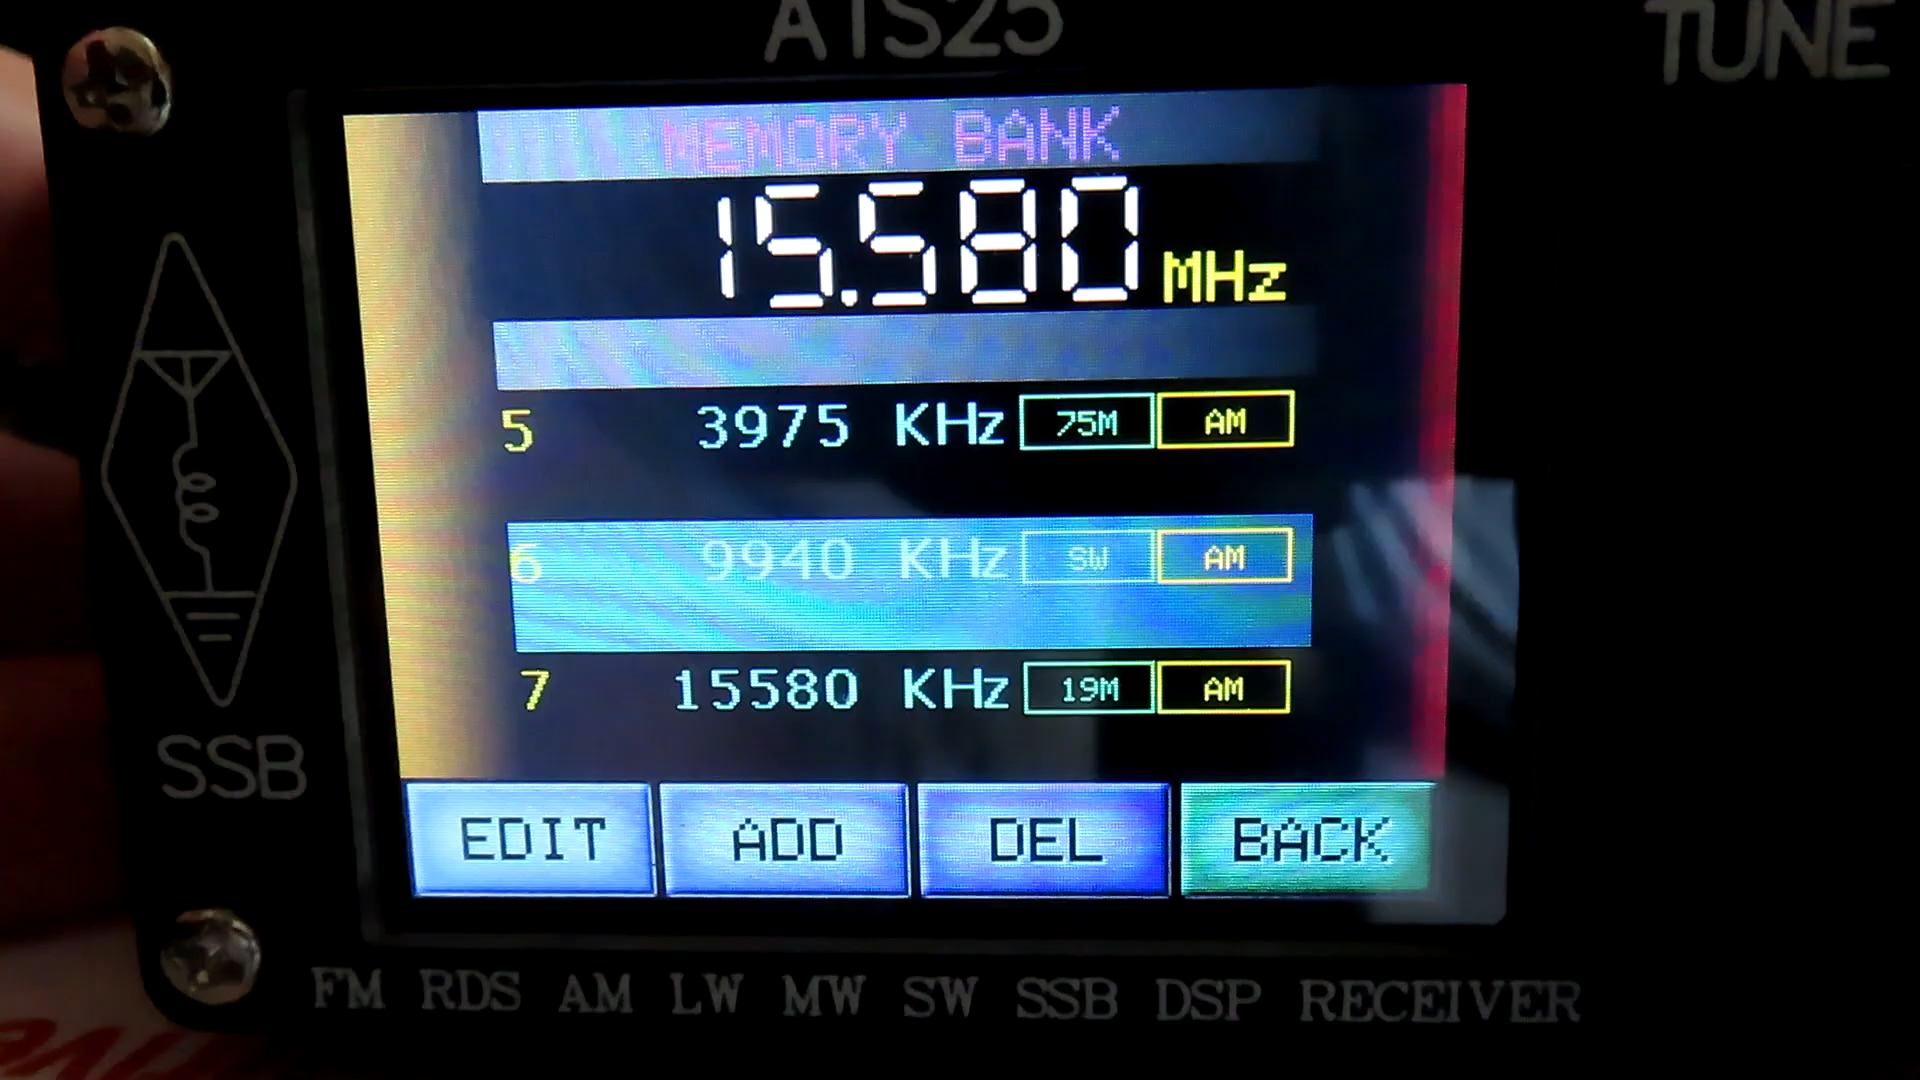 ATS25
TUNE
MEMORY BANK
15.580 MHz
5 3975 KHz 75M AM
6 9940 KHz SW AM
7 15580 KHz 19M AM
SSB
EDIT ADD DEL BACK
FM RDS AM LW MW SW SSB DSP RECEIVER